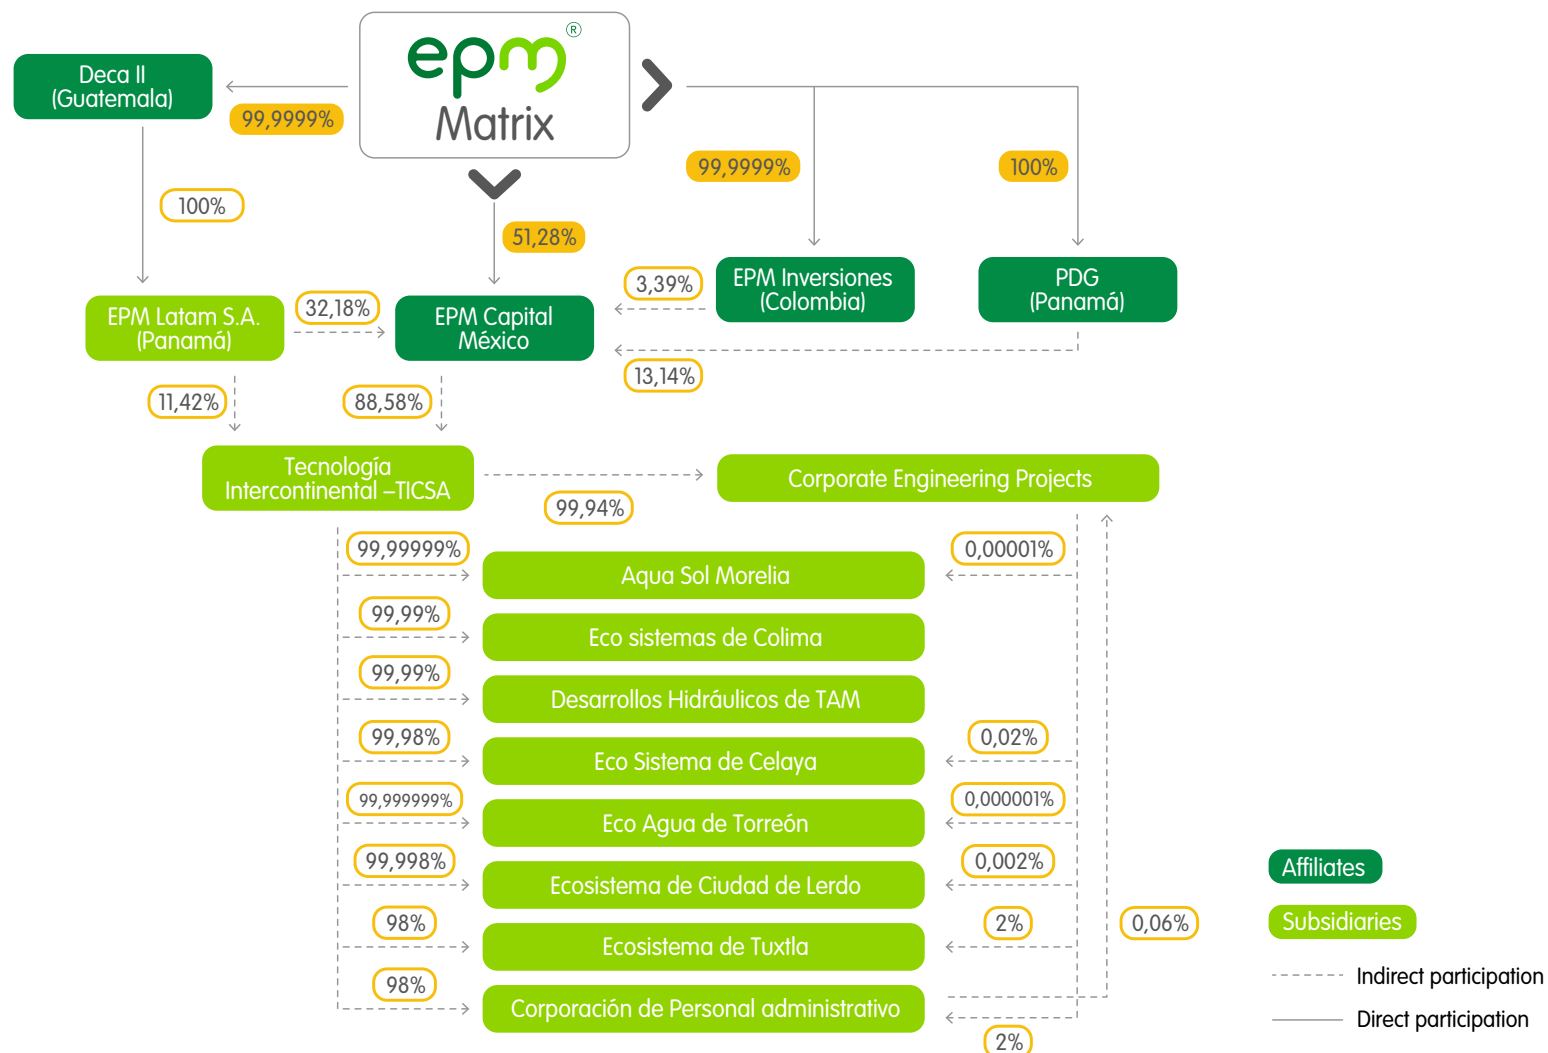 epm®
Matrix
Deca II
(Guatemala)
99,9999%
99,9999%
100%
100%
51,28%
EPM Inversiones
(Colombia)
PDG
(Panamá)
3,39%
EPM Latam S.A.
(Panamá)
32,18%
EPM Capital
México
13,14%
11,42%
88,58%
Tecnología
Intercontinental –TICSA
Corporate Engineering Projects
99,94%
99,99999%
0,00001%
Aqua Sol Morelia
99,99%
Eco sistemas de Colima
99,99%
Desarrollos Hidráulicos de TAM
99,98%
0,02%
Eco Sistema de Celaya
99,999999%
0,000001%
Eco Agua de Torreón
99,998%
0,002%
Ecosistema de Ciudad de Lerdo
98%
2%
0,06%
Ecosistema de Tuxtla
98%
Corporación de Personal administrativo
2%
Affiliates
Subsidiaries
Indirect participation
Direct participation